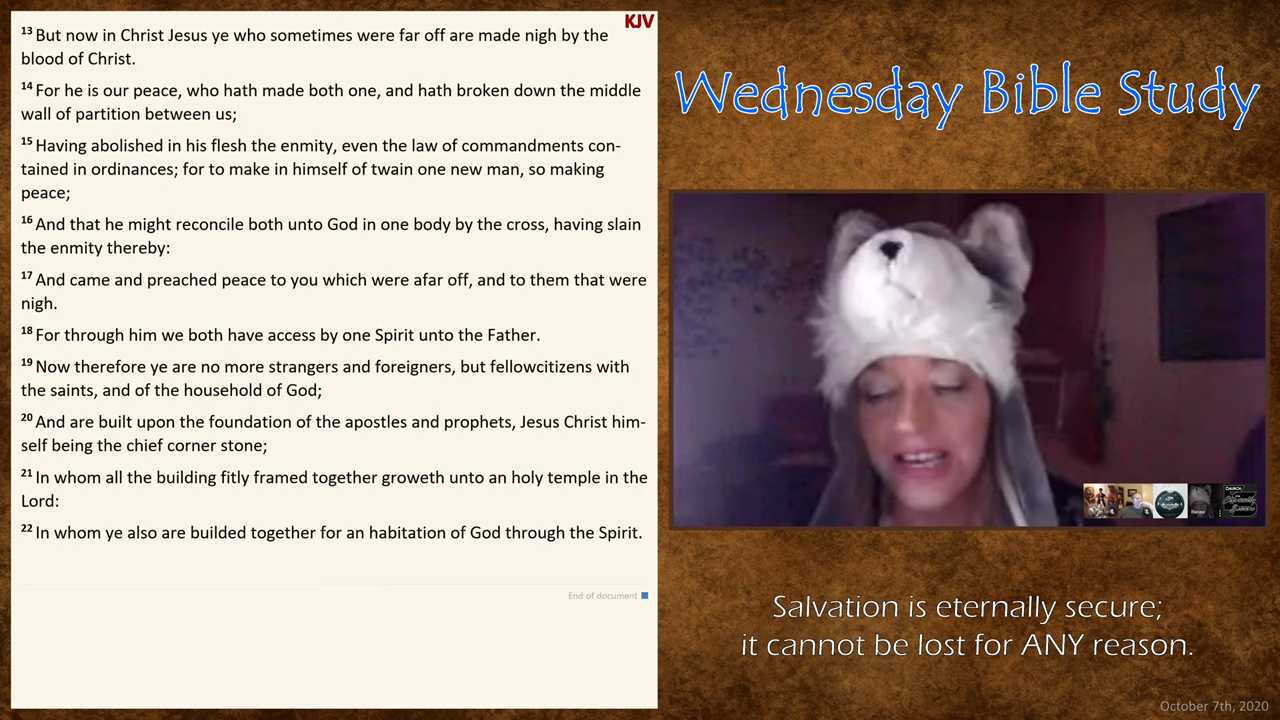 KJV
13 But now in Christ Jesus ye who sometimes were far off are made nigh by the
blood of Christ.
14 For he is our peace, who hath made both one, and hath broken down the middle
wall of partition between us;
15 Having abolished in his flesh the enmity, even the law of commandments con-
tained in ordinances; for to make in himself of twain one new man, so making
peace;
16 And that he might reconcile both unto God in one body by the cross, having slain
the enmity thereby:
17 And came and preached peace to you which were afar off, and to them that were
nigh.
18 For through him we both have access by one Spirit unto the Father.
19 Now therefore ye are no more strangers and foreigners, but fellowcitizens with
the saints, and of the household of God;
20 And are built upon the foundation of the apostles and prophets, Jesus Christ him-
self being the chief corner stone;
21 In whom all the building fitly framed together groweth unto an holy temple in the
Lord:
22 In whom ye also are builded together for an habitation of God through the Spirit.
End of document
Wednesday Bible Study
Renee
CHURCH
Salvation is eternally secure;
it cannot be lost for ANY reason.
October 7th, 2020